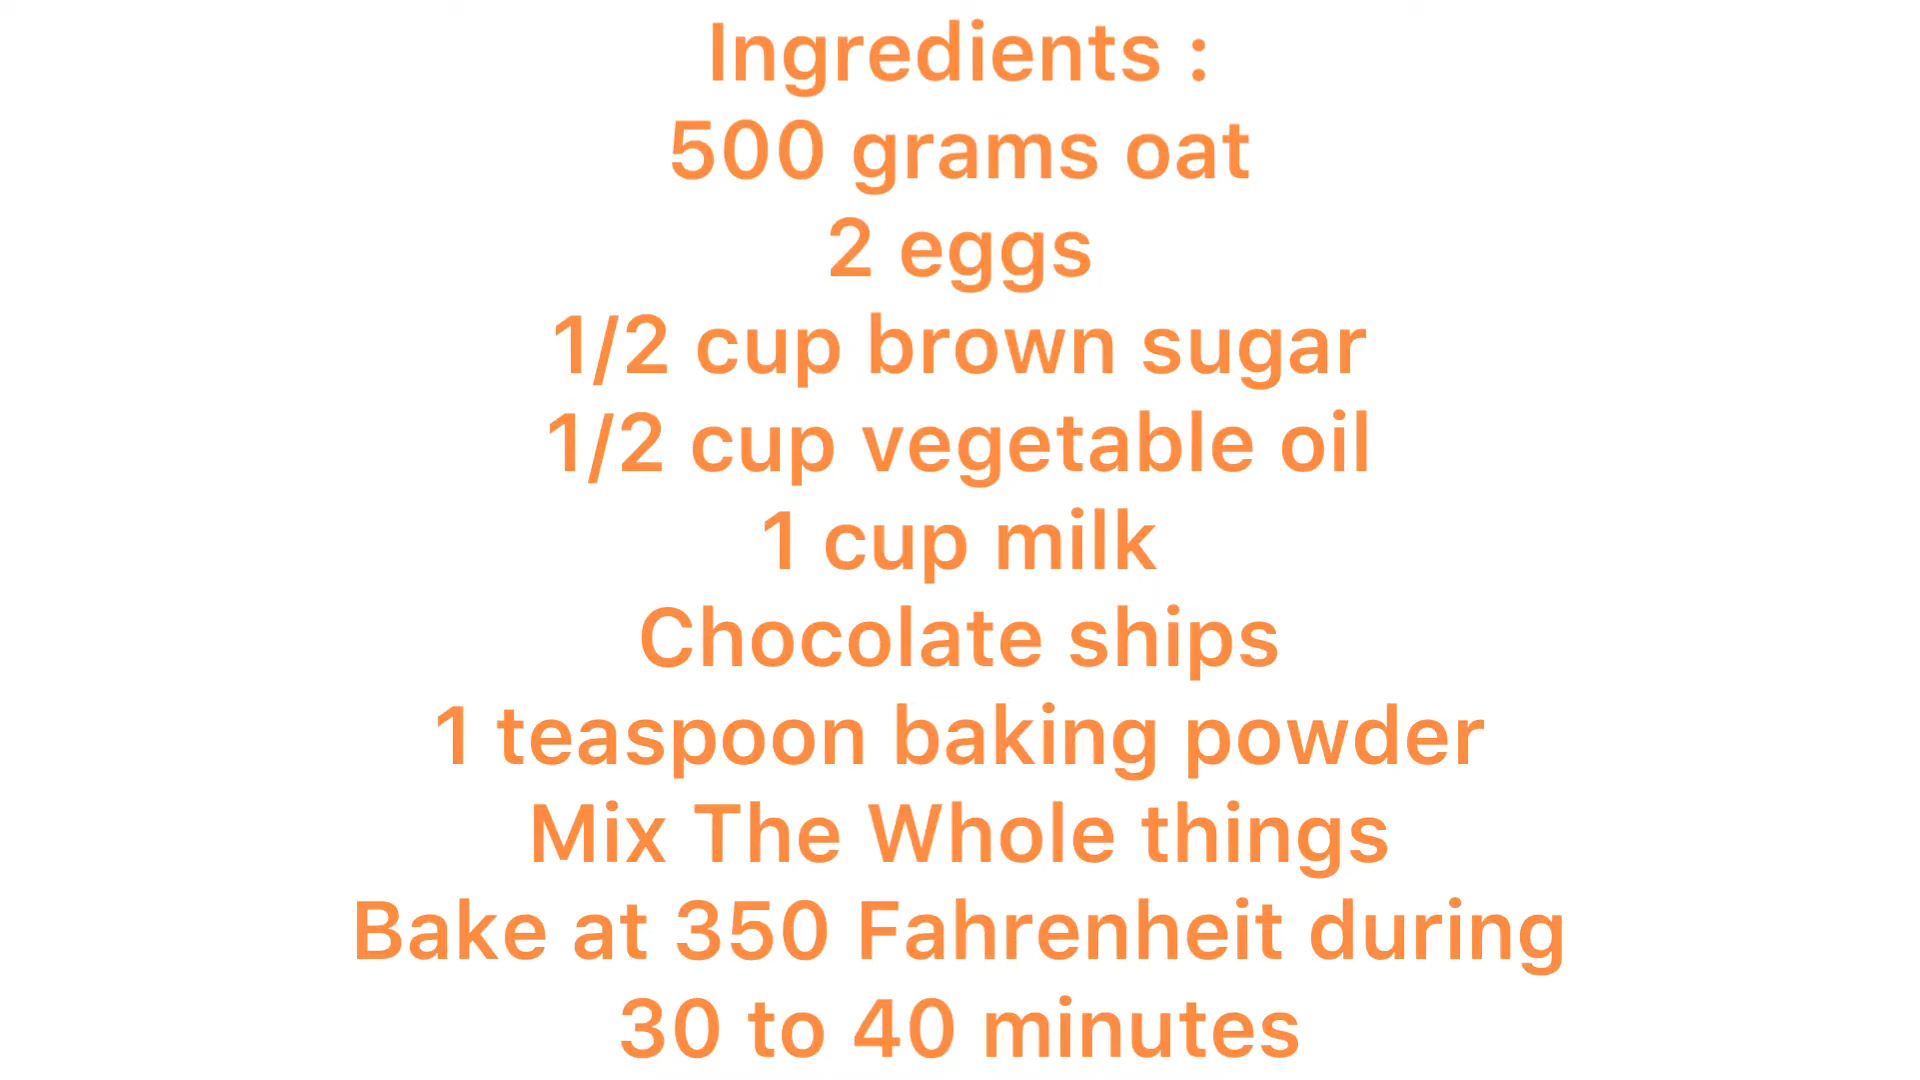 Ingredients :
500 grams oat
2 eggs
1/2 cup brown sugar
1/2 cup vegetable oil
1 cup milk
Chocolate ships
1 teaspoon baking powder
Mix The Whole things
Bake at 350 Fahrenheit during
30 to 40 minutes